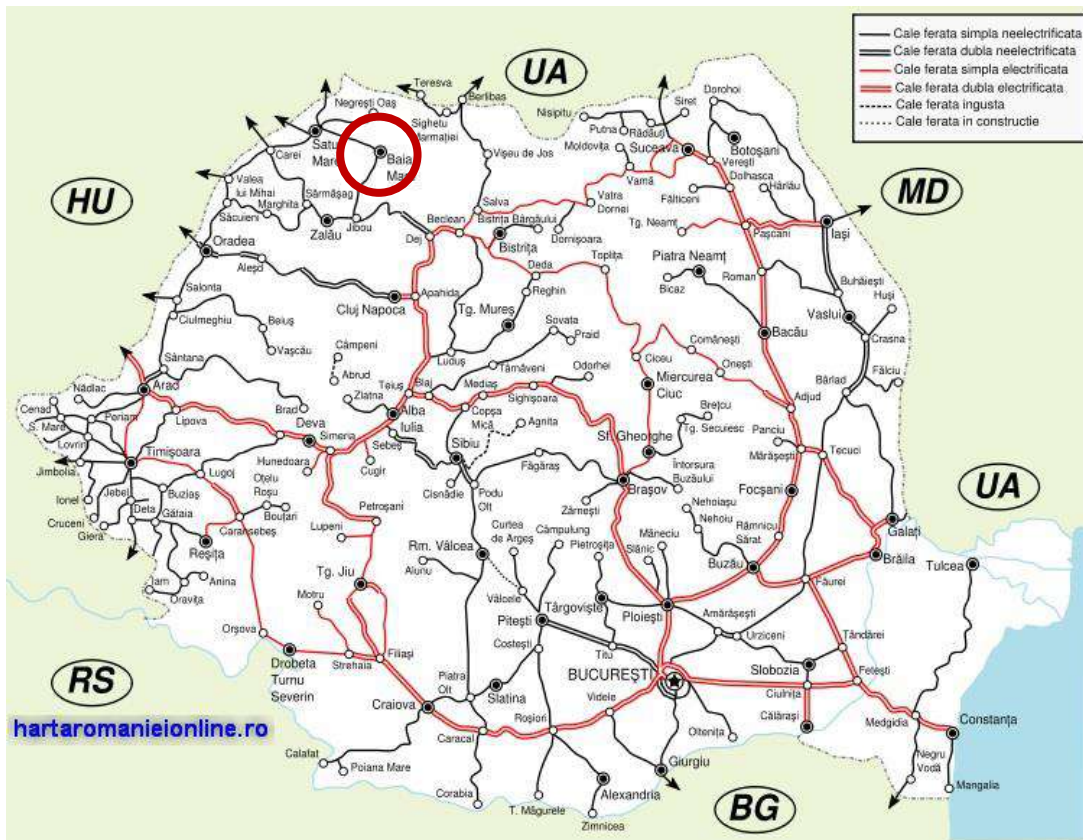 Cale ferata simpla neelectrificata
Cale ferata dubla neelectrificata
Cale ferata simpla electrificata
Cale ferata dubla electrificata
Cale ferata ingusta
Cale ferata in constructie
UA
HU
MD
UA
RS
BG
hartaromanieionline.ro
Teresva
Berlibas
Negrești Oaș
Sighetu
Marmației
Satu
Mare
Baia
Mar
Carei
Valea
lui Mihai
Marghita
Săcuieni
Sărmășag
Zalău
Jibou
Vișeu de Jos
Salva
Beclean
Dej
Bistrița Bârgăului
Bistrița
Nisipitu
Putna
Rădăuți
Siret
Dorohoi
Moldovița
Suceava
Vamă
Verești
Botoșani
Dolhasca
Hârlău
Fălticeni
Vatra
Dornei
Dornișoara
Tg. Neamț
Pașcani
Iași
Oradea
Aleșd
Cluj Napoca
Apahida
Deda
Reghin
Toplița
Piatra Neamț
Bicaz
Roman
Buhăiești
Huși
Vaslui
Crasna
Bacău
Salonta
Ciulmeghiu
Beiuș
Vașcău
Câmpeni
Abrud
Tg. Mureș
Luduș
Sovata
Praid
Târnăveni
Odorhei
Ciceu
Miercurea
Ciuc
Comănești
Onești
Adjud
Bârlad
Fălciu
Sântana
Nădlac
Arad
Cenad
S. Mare
Periam
Lovrin
Lipova
Brad
Deva
Simeria
Hunedoara
Zlatna
Teiuș
Blaj
Alba
Iulia
Sebeș
Cugir
Mediaș
Copșa
Mică
Sighișoara
Agnita
Sibiu
Cisnădie
Podu
Olt
Făgăraș
Sf. Gheorghe
Brețcu
Tg. Secuiesc
Întorsura
Buzăului
Brașov
Zărnești
Panciu
Mărășești
Tecuci
Focșani
Galați
Jimbolia
Timișoara
Lugoj
Ionel
Jebel
Buziaș
Oțelu
Roșu
Cruceni
Deta
Gătaia
Giera
Caransebeș
Bouțari
Reșița
Iam
Anina
Oravița
Petroșani
Lupeni
Tg. Jiu
Motru
Orșova
Drobeta
Turnu
Severin
Strehaia
Filiași
Rm. Vâlcea
Alunu
Curtea
de Argeș
Câmpulung
Pietroșița
Vâlcele
Târgoviște
Pitești
Costești
Titu
Măneciu
Slănic
Ploiești
Nehoiașu
Nehoiu
Râmnicu
Sărat
Buzău
Brăila
Făurei
Tulcea
Amărășești
Urziceni
Țăndărei
BUCUREȘTI
Slobozia
Ciulnița
Fetești
Călărași
Medgidia
Constanța
Negru
Vodă
Mangalia
Piatra
Olt
Slatina
Craiova
Caracal
Roșiori
Videle
Oltenița
Giurgiu
Calafat
Poiana Mare
Corabia
T. Măgurele
Alexandria
Zimnicea